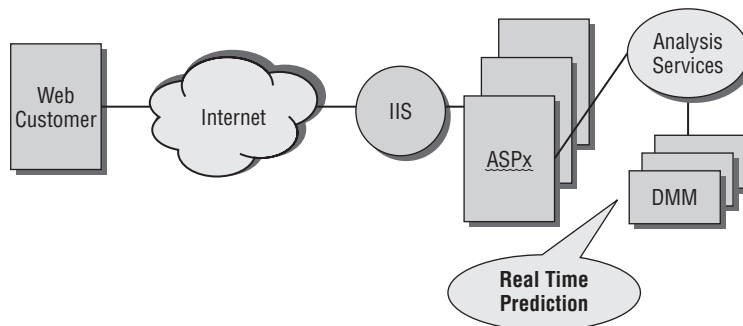 Web
Customer
Internet
IIS
ASPx
Analysis
Services
DMM
Real Time
Prediction